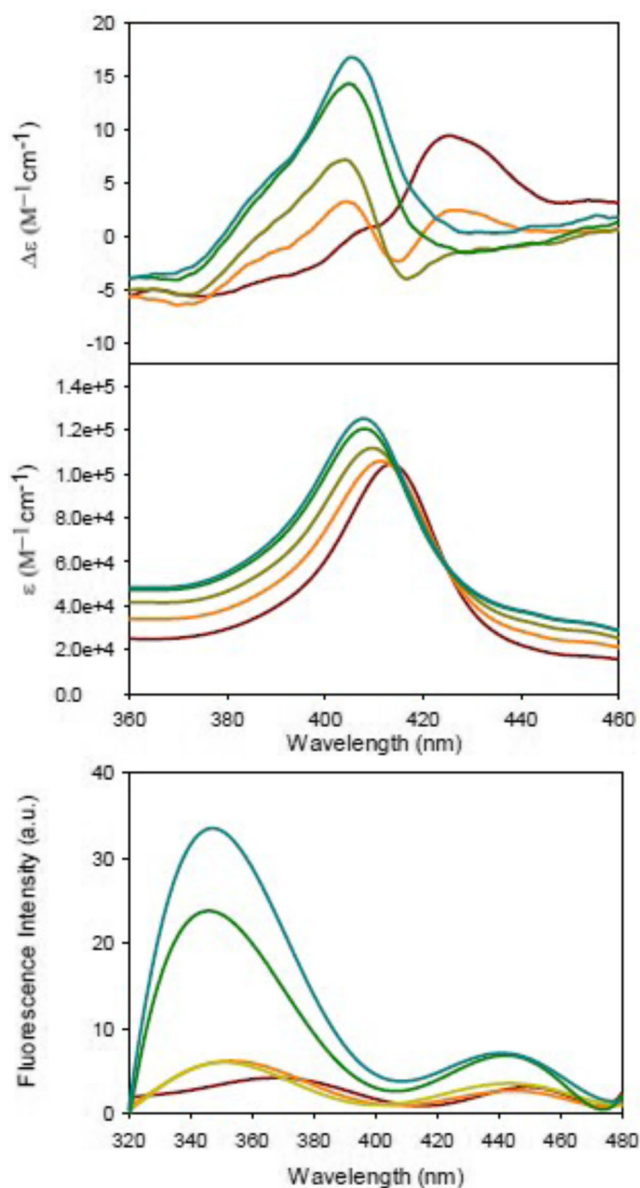 20
15
10
5
0
-5
-10
Δε (M⁻¹cm⁻¹)
1.4e+5
1.2e+5
1.0e+5
8.0e+4
6.0e+4
4.0e+4
2.0e+4
0.0
ε (M⁻¹cm⁻¹)
360 380 400 420 440 460
Wavelength (nm)
40
30
20
10
0
Fluorescence Intensity (a.u.)
320 340 360 380 400 420 440 460 480
Wavelength (nm)